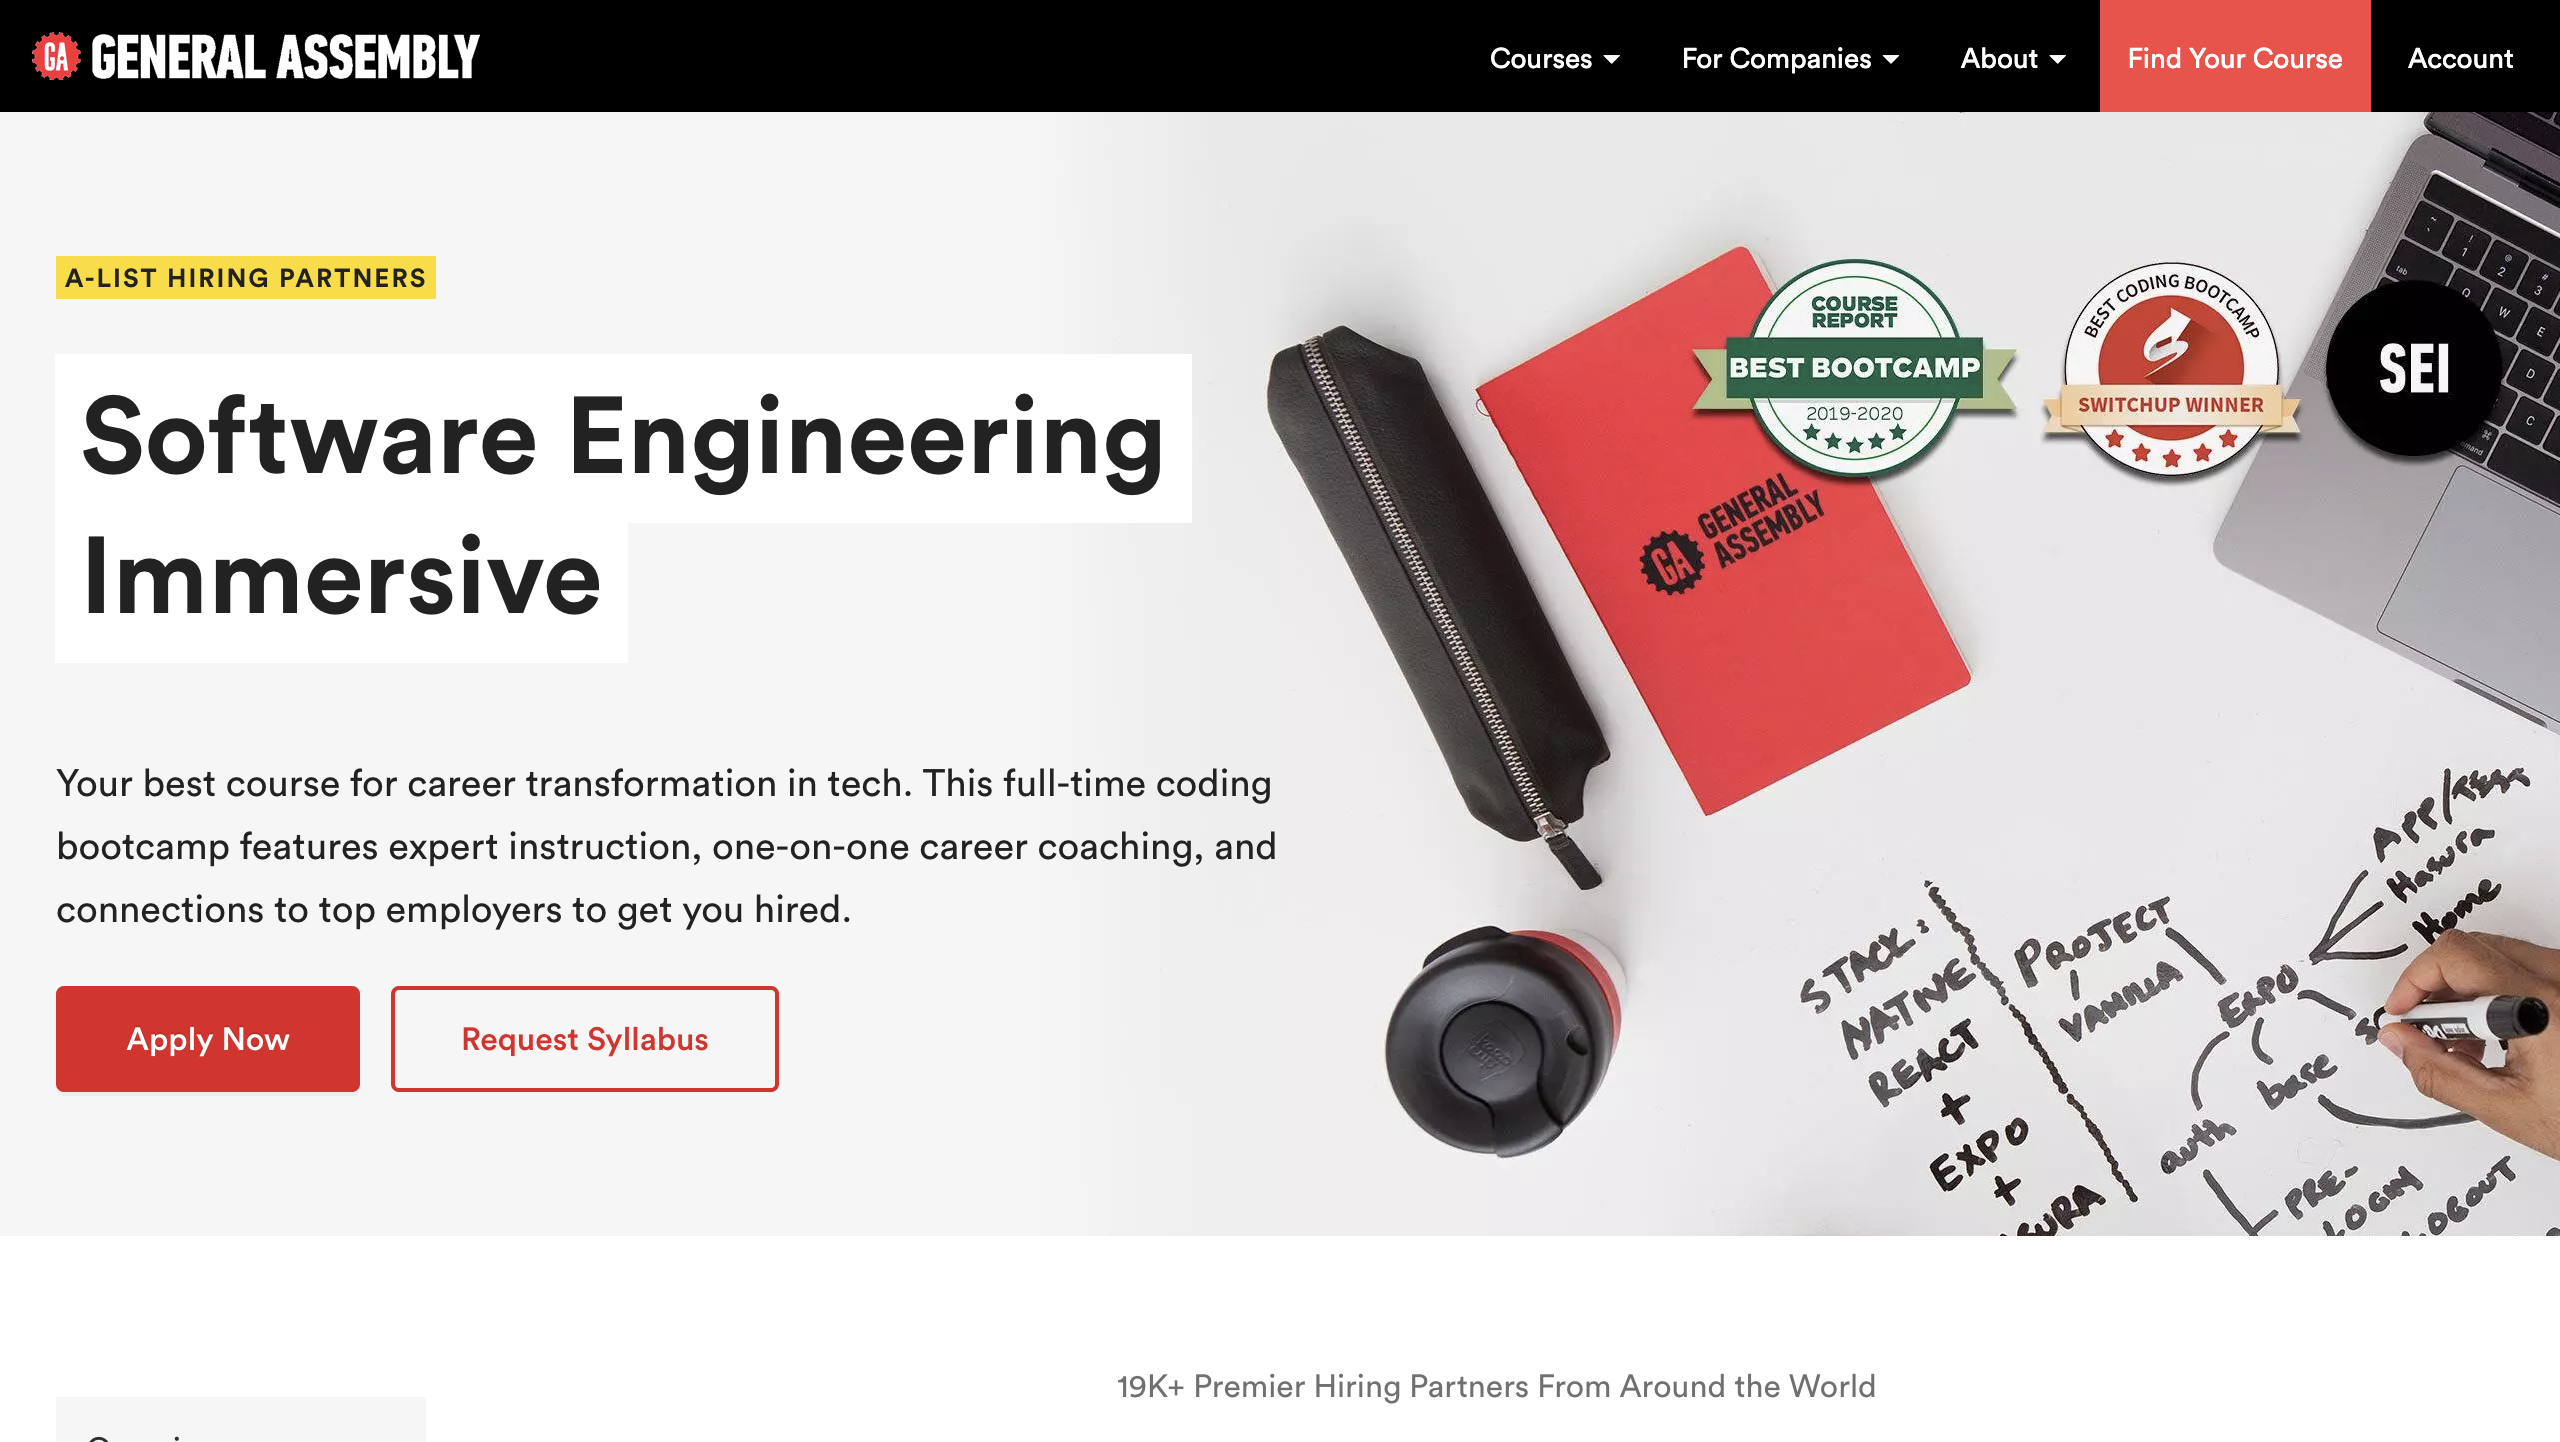 GA GENERAL ASSEMBLY
Courses
For Companies
About
Find Your Course
Account
A-LIST HIRING PARTNERS
Software Engineering
Immersive
Your best course for career transformation in tech. This full-time coding
bootcamp features expert instruction, one-on-one career coaching, and
connections to top employers to get you hired.
Apply Now
Request Syllabus
COURSE
REPORT
BEST BOOTCAMP
2019-2020
BEST CODING BOOTCAMP
SWITCHUP WINNER
SEI
GA GENERAL
ASSEMBLY
STACK:
NATIVE
REACT
+
EXPO
+
PROJECT
VANILLA
EXPO
APP/TEST
Hasura
Home
auth
base
PRE-
LOGIN
LOGOUT
19K+ Premier Hiring Partners From Around the World